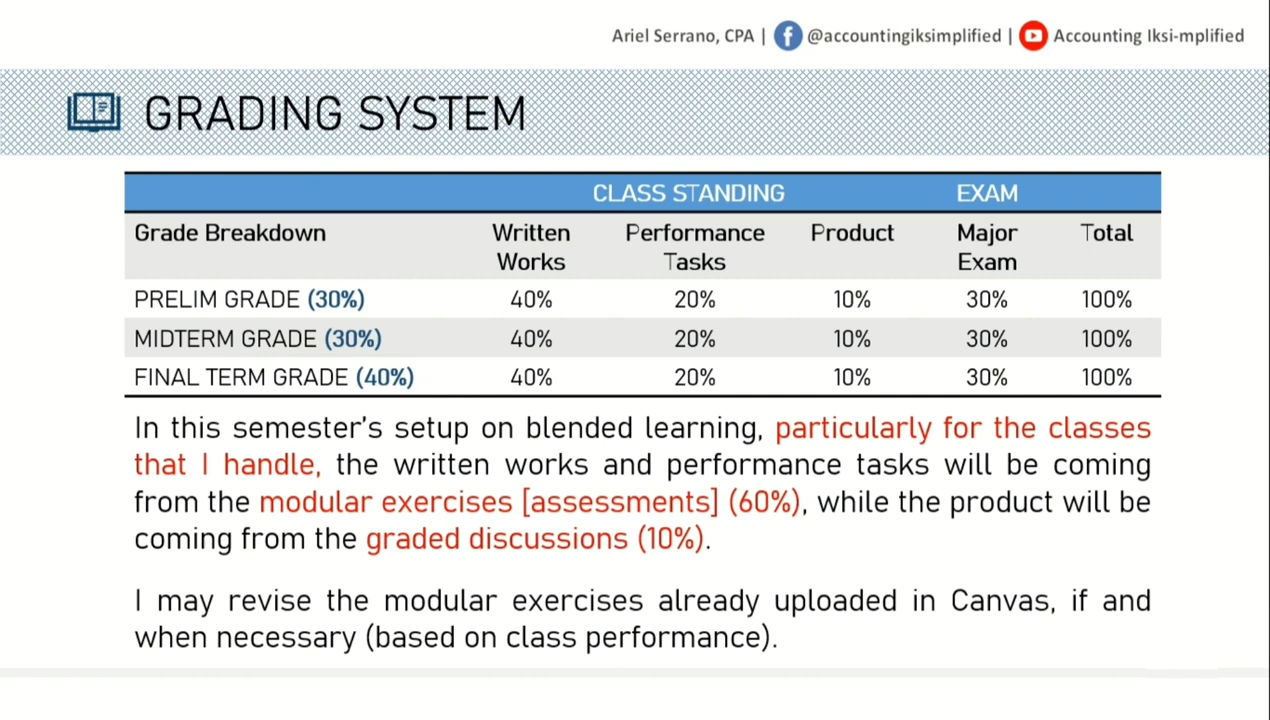 Ariel Serrano, CPA | @accountingiksimplified | Accounting Iksi-mplified
GRADING SYSTEM
CLASS STANDING EXAM
Grade Breakdown Written Works Performance Tasks Product Major Exam Total
PRELIM GRADE (30%) 40% 20% 10% 30% 100%
MIDTERM GRADE (30%) 40% 20% 10% 30% 100%
FINAL TERM GRADE (40%) 40% 20% 10% 30% 100%
In this semester's setup on blended learning, particularly for the classes
that I handle, the written works and performance tasks will be coming
from the modular exercises [assessments] (60%), while the product will be
coming from the graded discussions (10%).
I may revise the modular exercises already uploaded in Canvas, if and
when necessary (based on class performance).